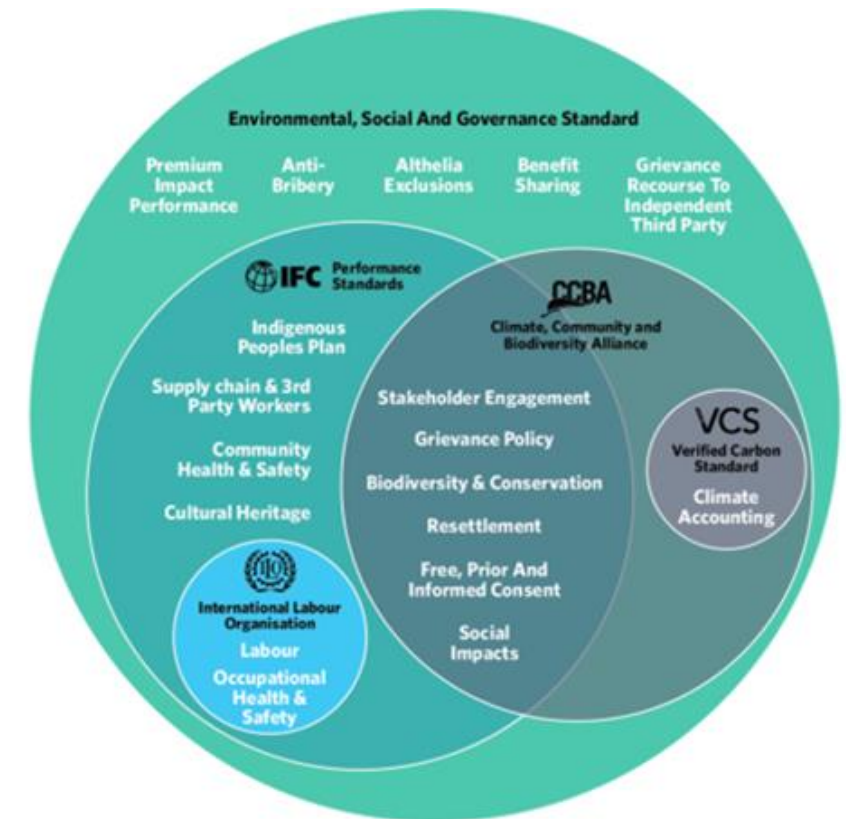 Environmental, Social And Governance Standard
Premium
Impact
Performance
Anti-
Bribery
Althelia
Exclusions
Benefit
Sharing
Grievance
Recourse To
Independent
Third Party
IFC
Performance
Standards
Indigenous
Peoples Plan
Supply chain & 3rd
Party Workers
Community
Health & Safety
Cultural Heritage
International Labour
Organisation
Labour
Occupational
Health &
Safety
CCBA
Climate, Community and
Biodiversity Alliance
Stakeholder Engagement
Grievance Policy
Biodiversity & Conservation
Resettlement
Free, Prior And
Informed Consent
Social
Impacts
VCS
Verified Carbon
Standard
Climate
Accounting